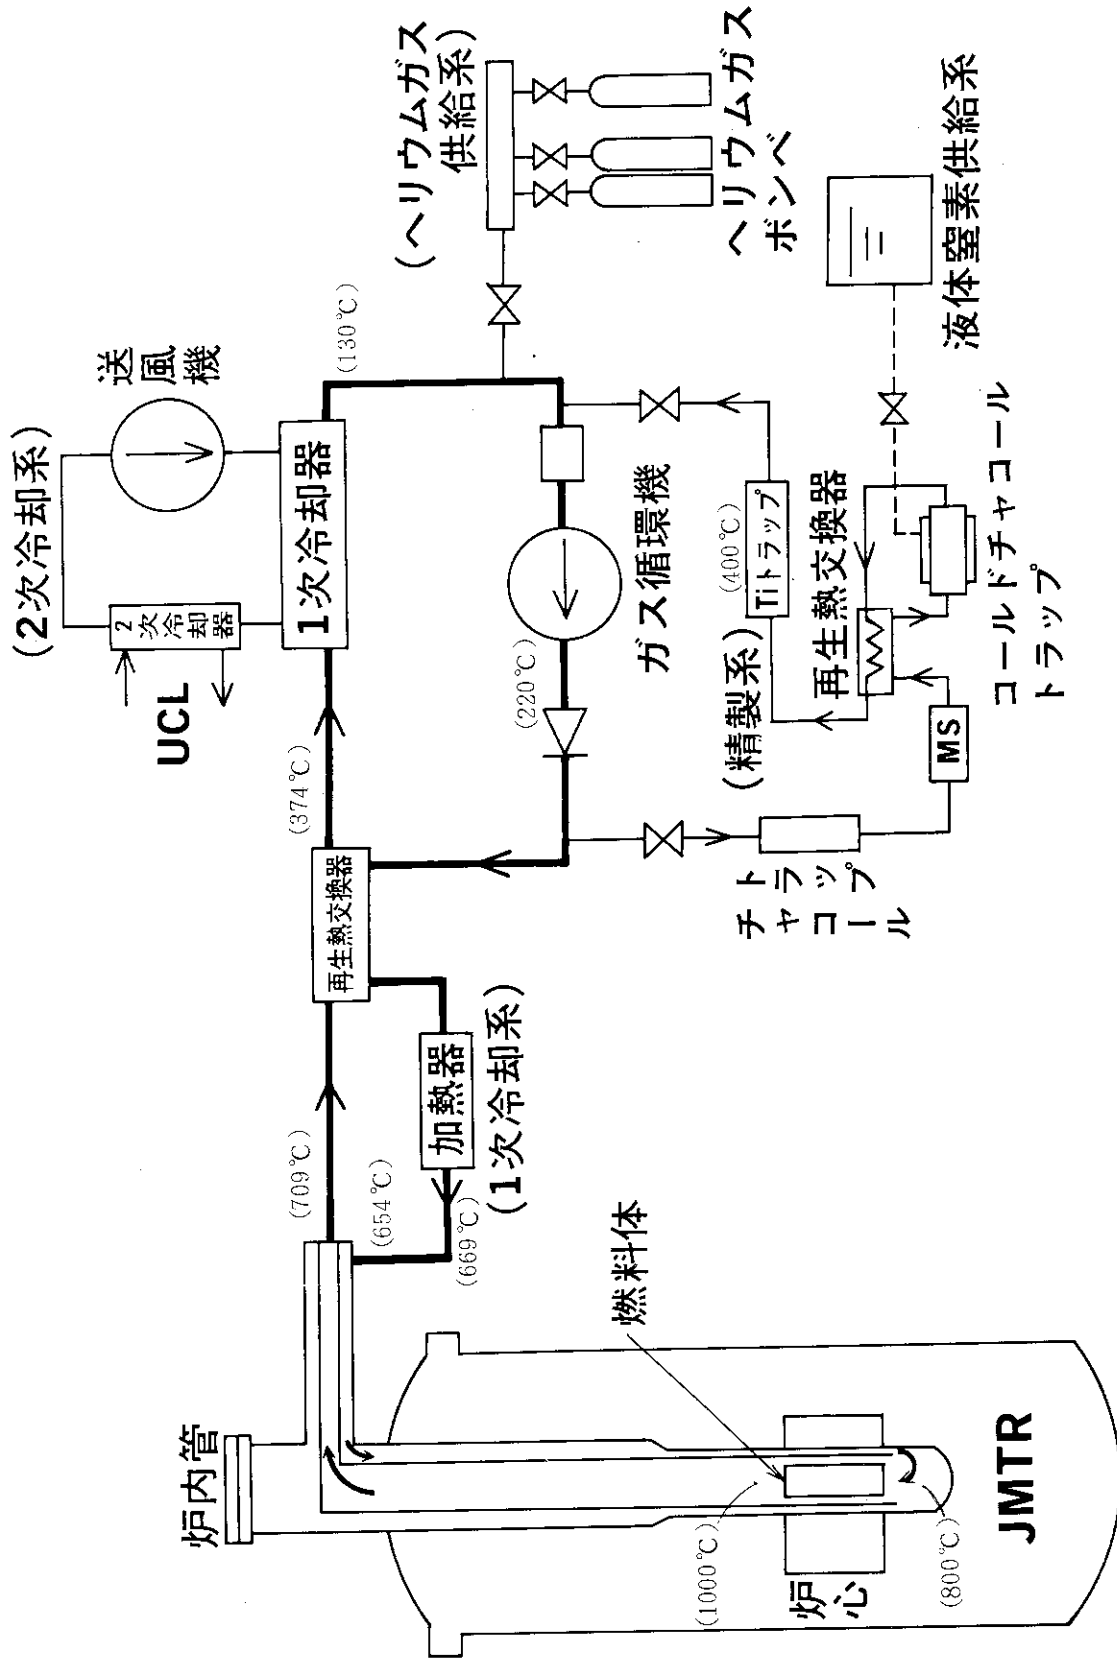 炉内管
(709℃)
(654℃)
(669℃)
加熱器
(1次冷却系)
再生熱交換器
(374℃)
UCL
2次冷却器
(2次冷却系)
送風機
1次冷却器
(130℃)
(ヘリウムガス
供給系)
ヘリウムガス
ボンベ
ガス循環機
(220℃)
(精製系)
(400℃)
Tiトラップ
再生熱交換器
チャコール
トラップ
MS
コールドチャコール
トラップ
液体窒素供給系
燃料体
(1000℃)
炉心
(800℃)
JMTR